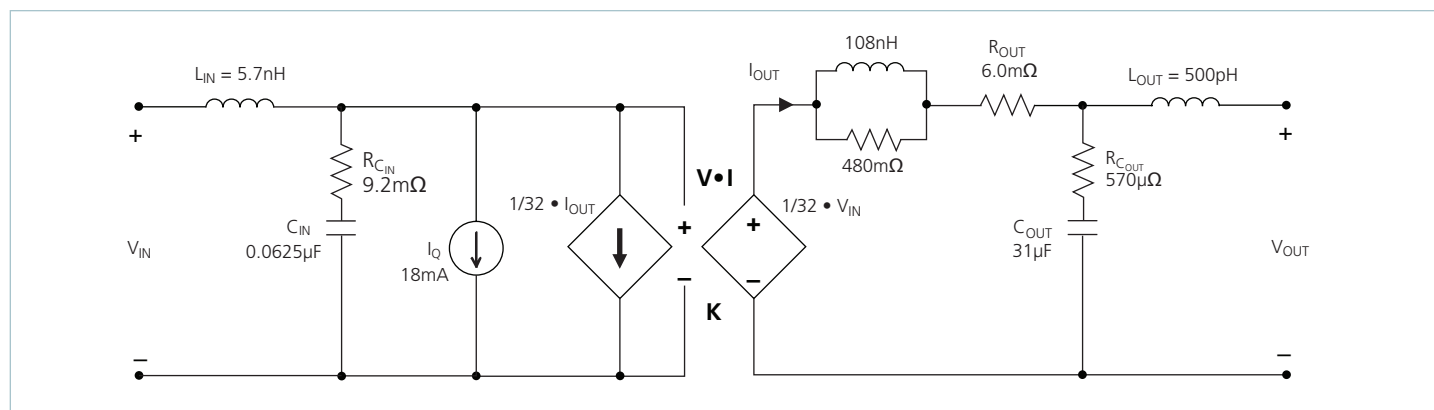 L_IN = 5.7nH
+
R_C_IN
9.2mΩ
C_IN
0.0625µF
V_IN
–
I_Q
18mA
1/32 • I_OUT
+
–
V•I
K
+
–
1/32 • V_IN
I_OUT
108nH
480mΩ
R_OUT
6.0mΩ
L_OUT = 500pH
+
R_C_OUT
570µΩ
C_OUT
31µF
V_OUT
–